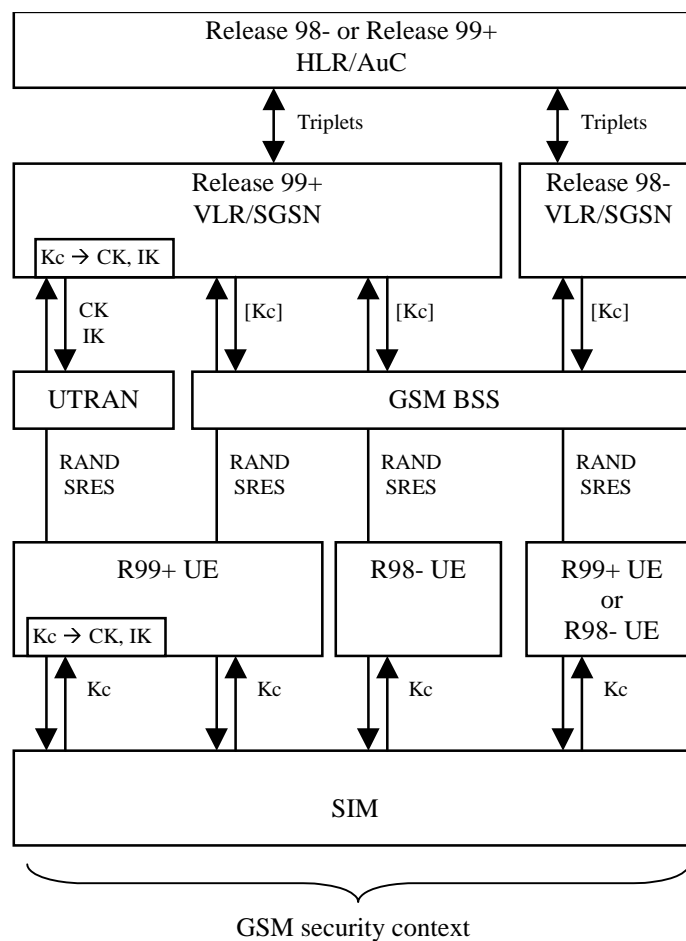 Release 98- or Release 99+
HLR/AuC
Triplets
Triplets
Release 99+
VLR/SGSN
Release 98-
VLR/SGSN
Kc → CK, IK
CK
IK
[Kc]
[Kc]
[Kc]
UTRAN
GSM BSS
RAND
SRES
RAND
SRES
RAND
SRES
RAND
SRES
R99+ UE
R98- UE
R99+ UE
or
R98- UE
Kc → CK, IK
Kc
Kc
Kc
Kc
SIM
GSM security context